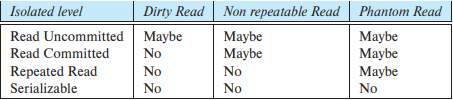 Isolated level Dirty Read Non repeatable Read Phantom Read
Read Uncommitted Maybe Maybe Maybe
Read Committed No Maybe Maybe
Repeated Read No No Maybe
Serializable No No No